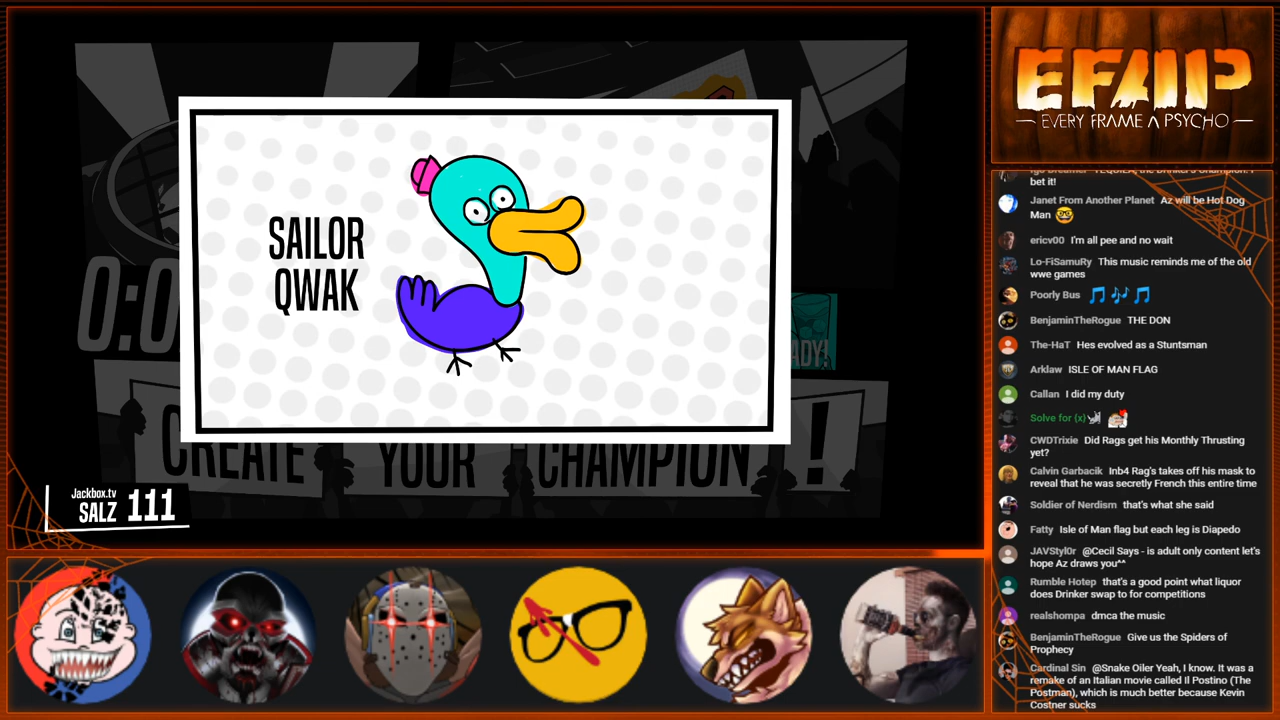 SAILOR
QWAK
0:0
ADY!
CREATE YOUR CHAMPION !
Jackbox.tv
SALZ 111
EFAP
EVERY FRAME A PSYCHO
bet it!
Janet From Another Planet Az will be Hot Dog
Man
ericv00 I'm all pee and no wait
Lo-FiSamuRy This music reminds me of the old
wwe games
Poorly Bus
BenjaminTheRogue THE DON
The-HaT Hes evolved as a Stuntsman
Arklaw ISLE OF MAN FLAG
Callan I did my duty
Solve for {x}
CWDTrixie Did Rags get his Monthly Thrusting
yet?
Calvin Garbacik Inb4 Rag's takes off his mask to
reveal that he was secretly French this entire time
Soldier of Nerdism that's what she said
Fatty Isle of Man flag but each leg is Diapedo
JAVStyl0r @Cecil Says - is adult only content let's
hope Az draws you^^
Rumble Hotep that's a good point what liquor
does Drinker swap to for competitions
realshompa dmca the music
BenjaminTheRogue Give us the Spiders of
Prophecy
Cardinal Sin @Snake Oiler Yeah, I know. It was a
remake of an Italian movie called Il Postino (The
Postman), which is much better because Kevin
Costner sucks